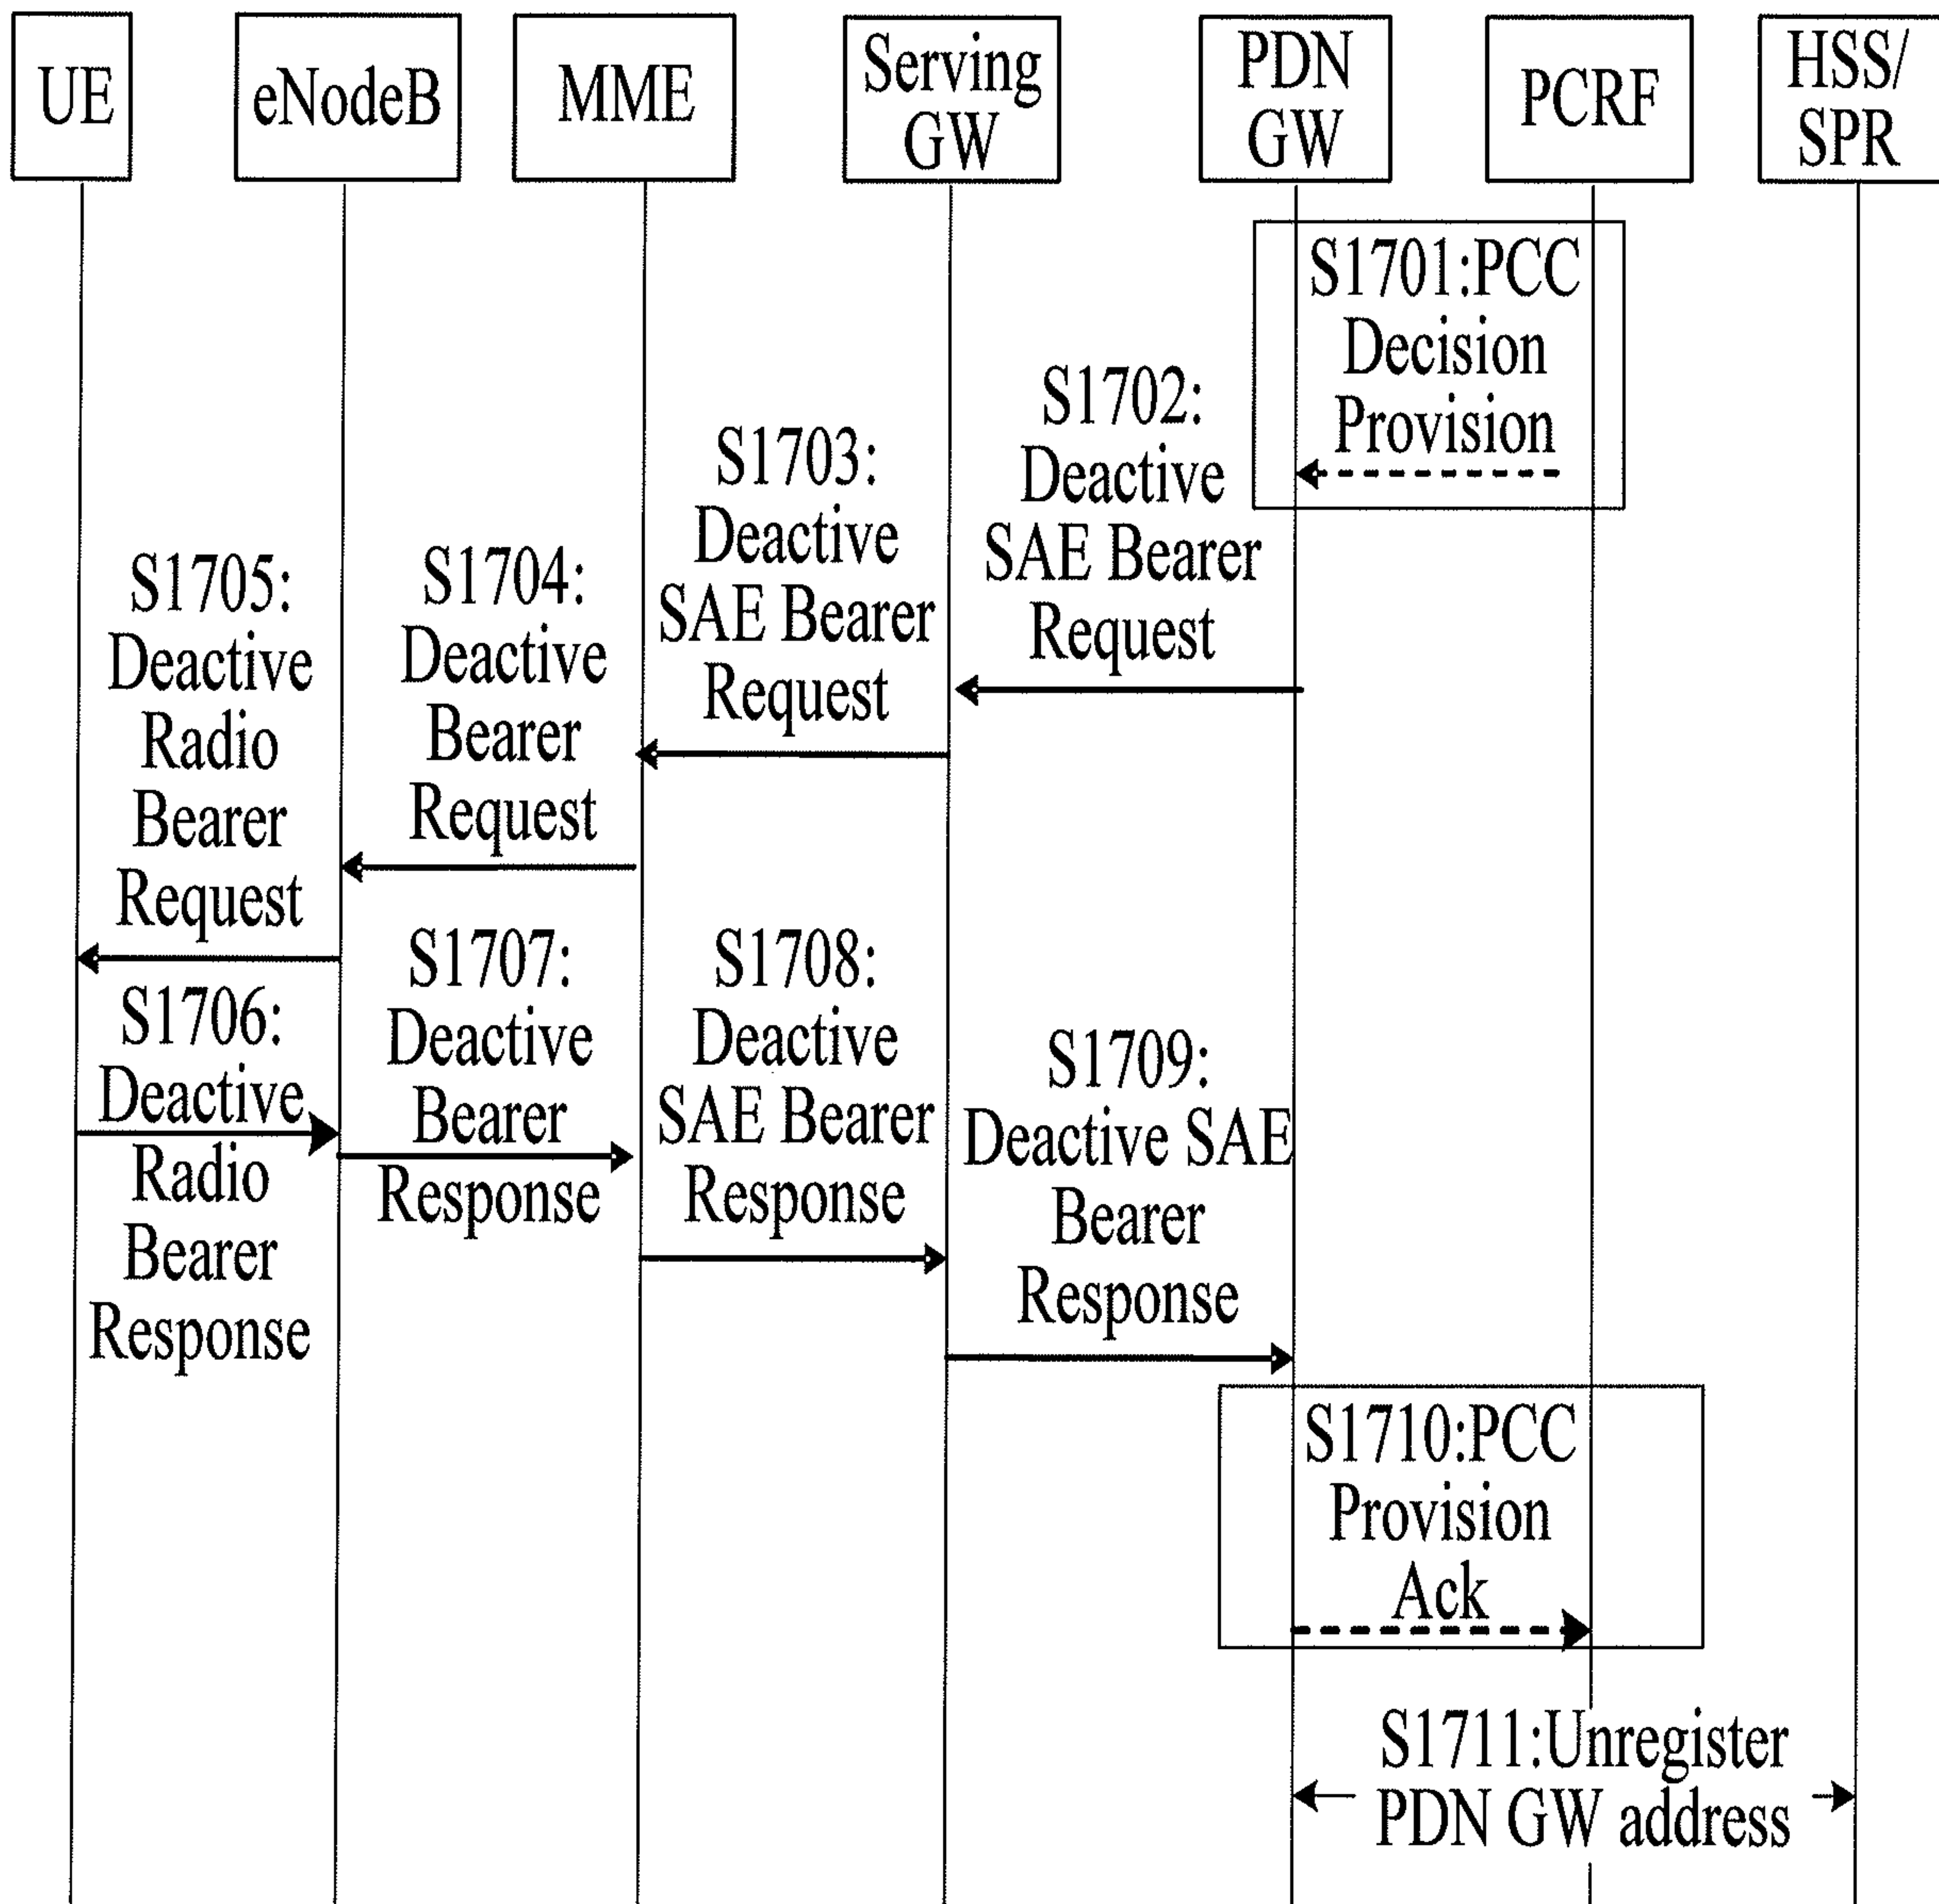 UE
eNodeB
MME
Serving
GW
PDN
GW
PCRF
HSS/
SPR
S1701:PCC
Decision
Provision
S1702:
Deactive
SAE Bearer
Request
S1703:
Deactive
SAE Bearer
Request
S1704:
Deactive
Bearer
Request
S1705:
Deactive
Radio
Bearer
Request
S1706:
Deactive
Radio
Bearer
Response
S1707:
Deactive
Bearer
Response
S1708:
Deactive
SAE Bearer
Response
S1709:
Deactive SAE
Bearer
Response
S1710:PCC
Provision
Ack
S1711:Unregister
PDN GW address